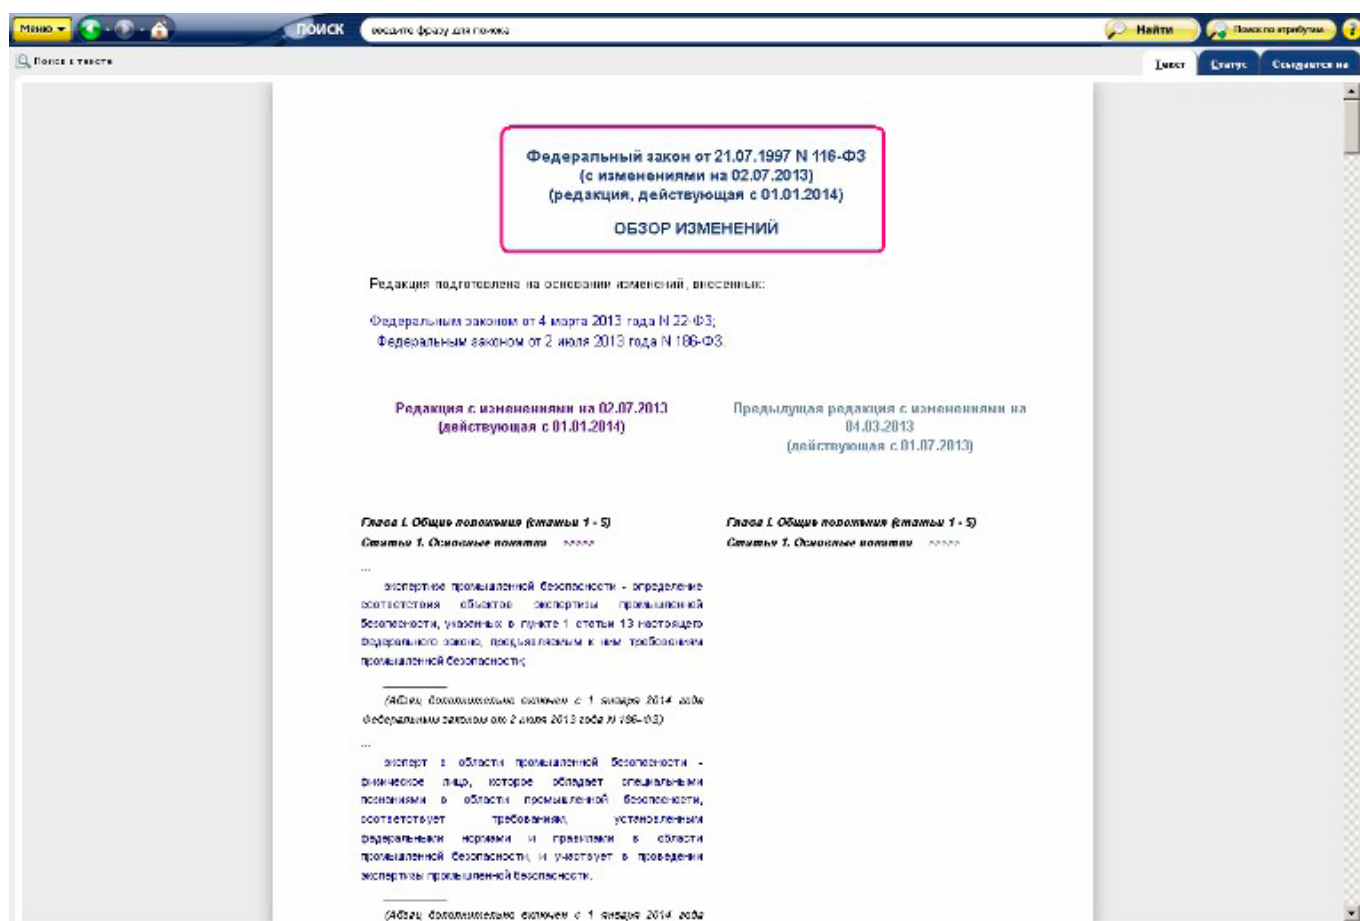 Меню
ПОИСК
введите фразу для поиска
Найти
Поиск по атрибутам
?
Поиск в тексте
Текст
Статус
Ссылается на
Федеральный закон от 21.07.1997 N 116-ФЗ
(с изменениями на 02.07.2013)
(редакция, действующая с 01.01.2014)
ОБЗОР ИЗМЕНЕНИЙ
Редакция подготовлена на основании изменений, внесенных:
Федеральным законом от 4 марта 2013 года N 22-ФЗ;
Федеральным законом от 2 июля 2013 года N 186-ФЗ.
Редакция с изменениями на 02.07.2013
(действующая с 01.01.2014)
Предыдущая редакция с изменениями на
04.03.2013
(действующая с 01.07.2013)
Глава I. Общие положения (статьи 1 - 5)
Статья 1. Основные понятия >>>>>
...
экспертиза промышленной безопасности - определение
соответствия объектов экспертизы промышленной
безопасности, указанных в пункте 1 статьи 13 настоящего
Федерального закона, предъявляемым к ним требованиям
промышленной безопасности;
(Абзац дополнительно включен с 1 января 2014 года
Федеральным законом от 2 июля 2013 года N 186-ФЗ)
...
эксперт в области промышленной безопасности -
физическое лицо, которое обладает специальными
познаниями в области промышленной безопасности,
соответствует требованиям, установленным
федеральными нормами и правилами в области
промышленной безопасности, и участвует в проведении
экспертизы промышленной безопасности.
(Абзац дополнительно включен с 1 января 2014 года
Глава I. Общие положения (статьи 1 - 5)
Статья 1. Основные понятия >>>>>